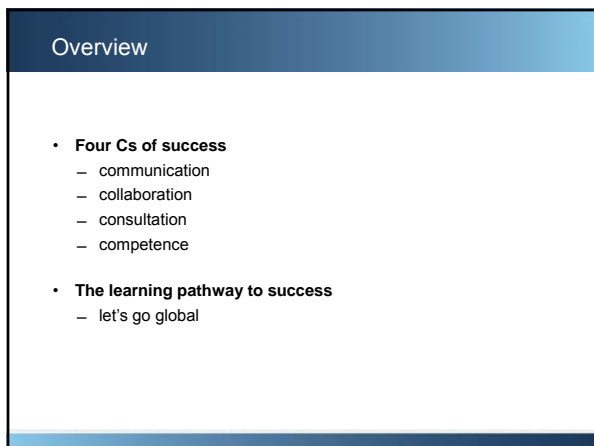 Overview
• Four Cs of success
– communication
– collaboration
– consultation
– competence
• The learning pathway to success
– let's go global